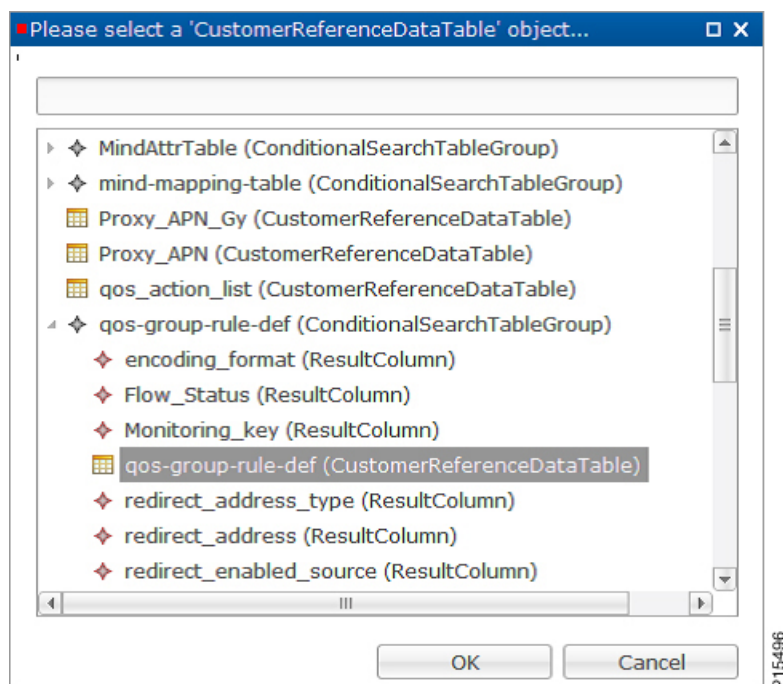 Please select a 'CustomerReferenceDataTable' object...
MindAttrTable (ConditionalSearchTableGroup)
mind-mapping-table (ConditionalSearchTableGroup)
Proxy_APN_Gy (CustomerReferenceDataTable)
Proxy_APN (CustomerReferenceDataTable)
qos_action_list (CustomerReferenceDataTable)
qos-group-rule-def (ConditionalSearchTableGroup)
encoding_format (ResultColumn)
Flow_Status (ResultColumn)
Monitoring_key (ResultColumn)
qos-group-rule-def (CustomerReferenceDataTable)
redirect_address_type (ResultColumn)
redirect_address (ResultColumn)
redirect_enabled_source (ResultColumn)
OK Cancel